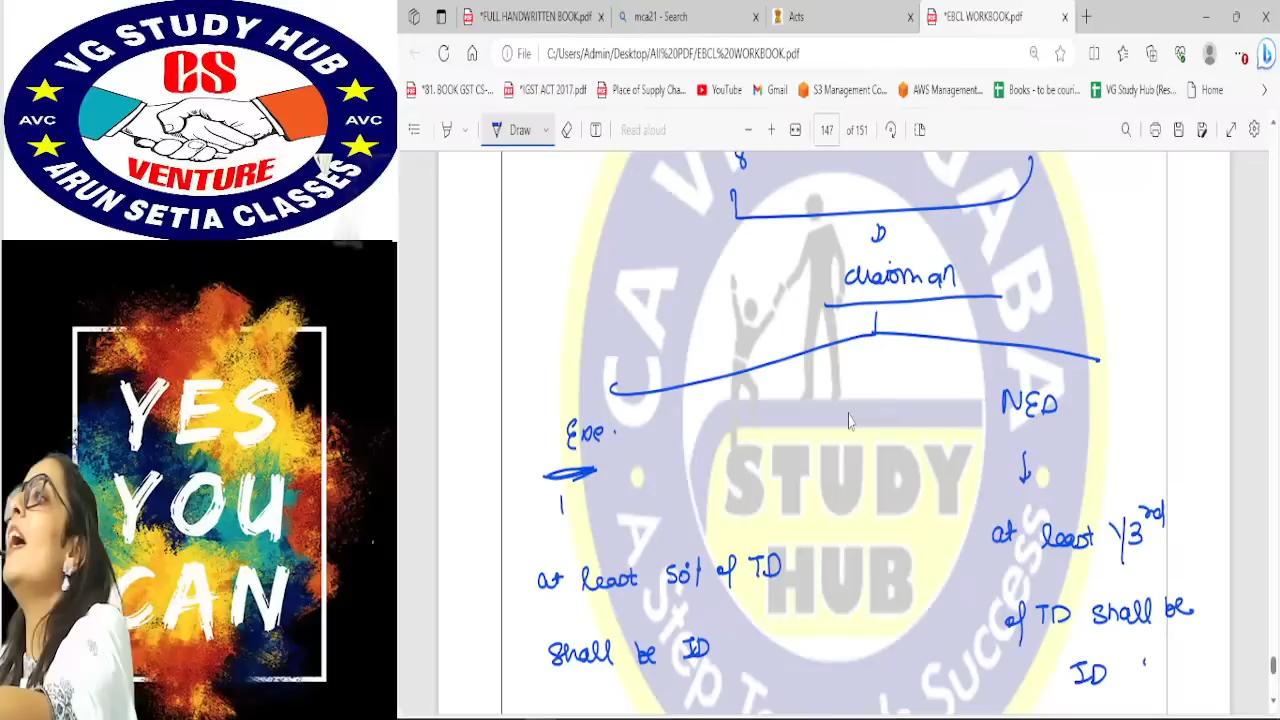 VG STUDY HUB
CS
AVC
AVC
VENTURE
ARUN SETIA CLASSES
YES
YOU
CAN
*FULL HANDWRITTEN BOOK.pdf
mca21 - Search
Acts
*EBCL WORKBOOK.pdf
File
C:/Users/Admin/Desktop/All%20PDF/EBCL%20WORKBOOK.pdf
*81. BOOK GST CS-...
*IGST ACT 2017.pdf
Place of Supply Cha...
YouTube
Gmail
S3 Management Co...
AWS Management...
Books - to be couri...
VG Study Hub (Res...
Home
Draw
Read aloud
147
of 151
8
D
chairman
Exe.
NED
at least 50% of TD
shall be ID
at least 1/3rd
of TD shall be
ID
CA
SABA
STUDY
HUB
Success